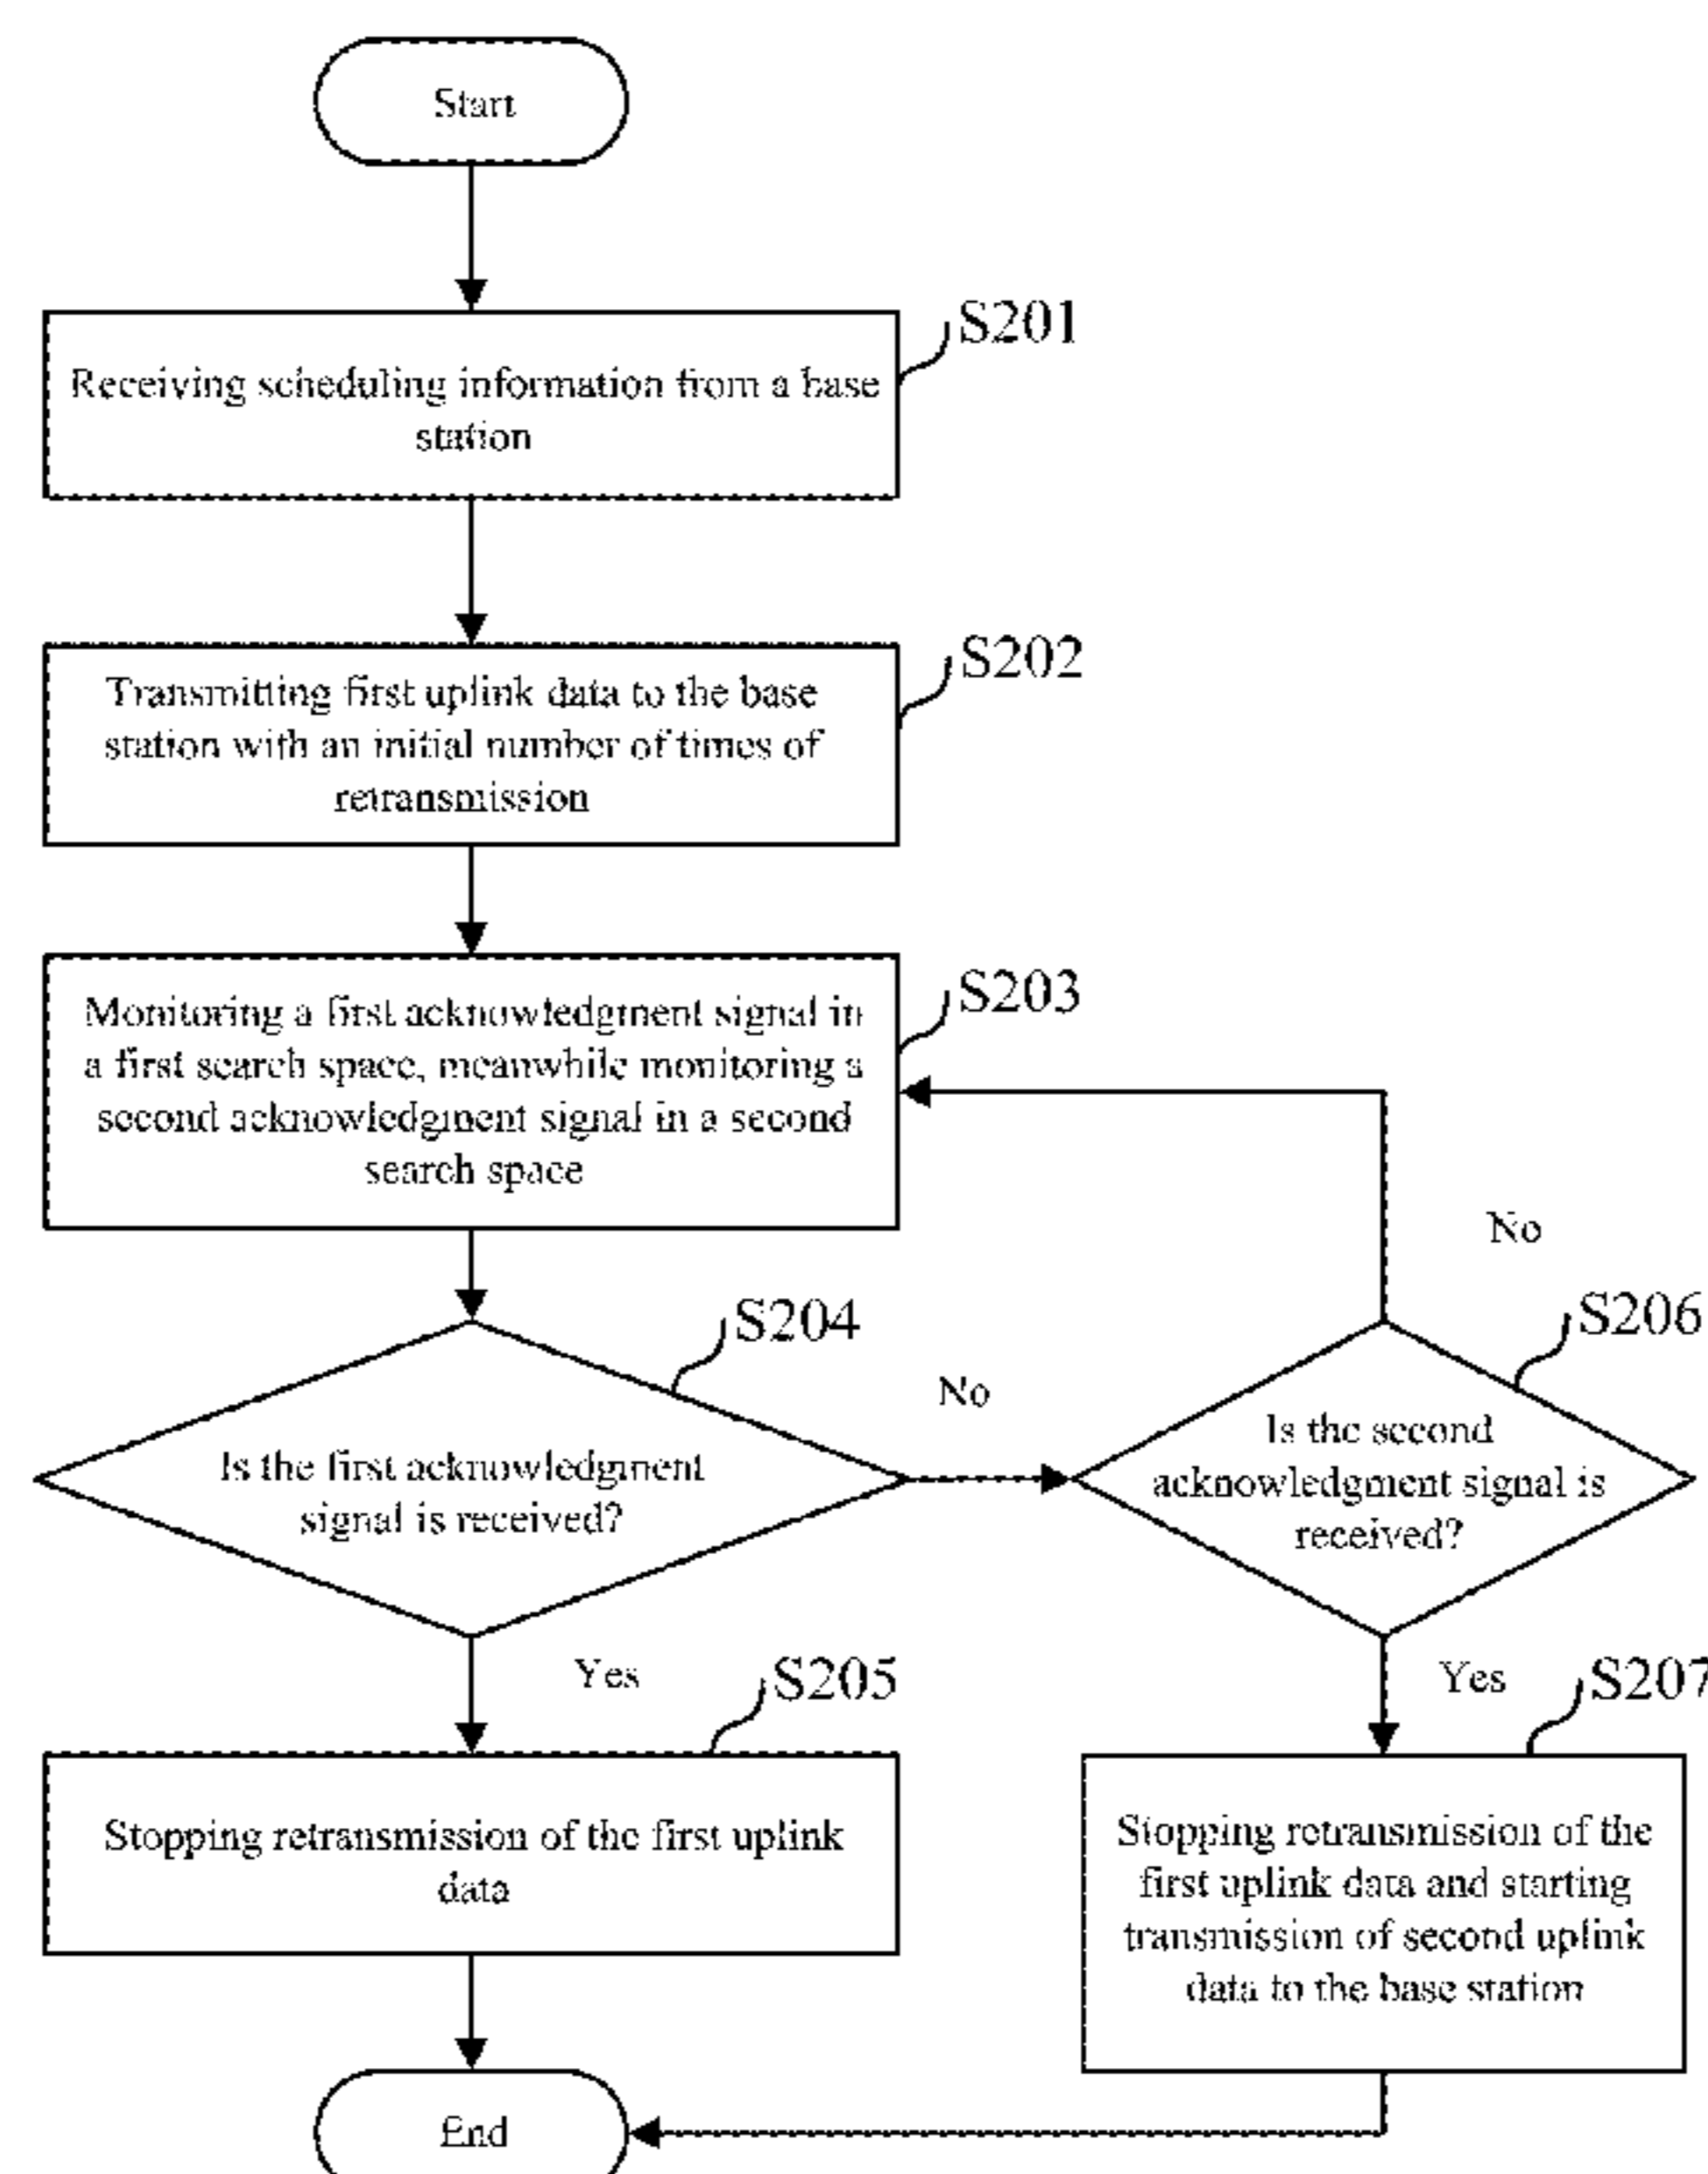 Start
S201
Receiving scheduling information from a base
station
S202
Transmitting first uplink data to the base
station with an initial number of times of
retransmission
S203
Monitoring a first acknowledgment signal in
a first search space, meanwhile monitoring a
second acknowledgment signal in a second
search space
No
S204
S206
No
Is the first acknowledgment
signal is received?
Is the second
acknowledgment signal is
received?
Yes
S205
Yes
S207
Stopping retransmission of the first uplink
data
Stopping retransmission of the
first uplink data and starting
transmission of second uplink
data to the base station
End